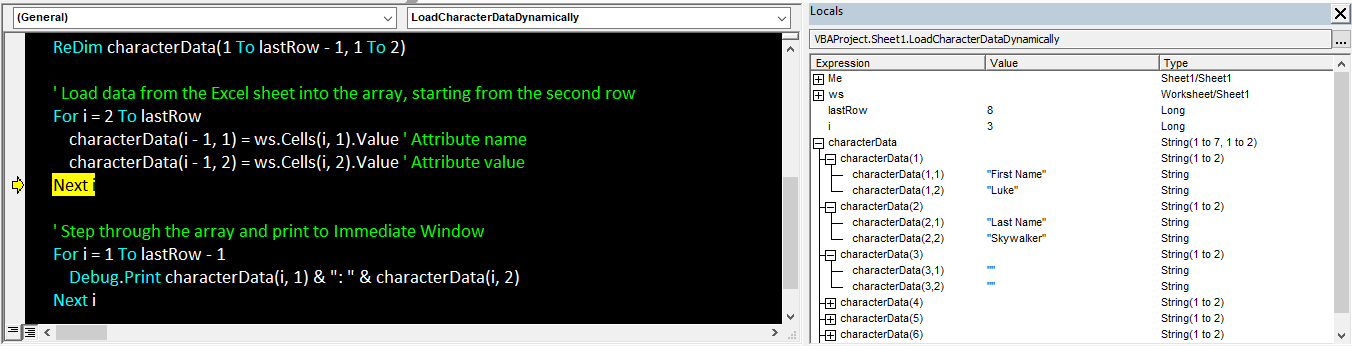 (General) LoadCharacterDataDynamically
ReDim characterData(1 To lastRow - 1, 1 To 2)
' Load data from the Excel sheet into the array, starting from the second row
For i = 2 To lastRow
characterData(i - 1, 1) = ws.Cells(i, 1).Value ' Attribute name
characterData(i - 1, 2) = ws.Cells(i, 2).Value ' Attribute value
Next i
' Step through the array and print to Immediate Window
For i = 1 To lastRow - 1
Debug.Print characterData(i, 1) & ": " & characterData(i, 2)
Next i
Locals
VBAProject.Sheet1.LoadCharacterDataDynamically ...
Expression Value Type
Me Sheet1/Sheet1
ws Worksheet/Sheet1
lastRow 8 Long
i 3 Long
characterData String(1 to 7, 1 to 2)
characterData(1) String(1 to 2)
characterData(1,1) "First Name" String
characterData(1,2) "Luke" String
characterData(2) String(1 to 2)
characterData(2,1) "Last Name" String
characterData(2,2) "Skywalker" String
characterData(3) String(1 to 2)
characterData(3,1) "" String
characterData(3,2) "" String
characterData(4) String(1 to 2)
characterData(5) String(1 to 2)
characterData(6) String(1 to 2)